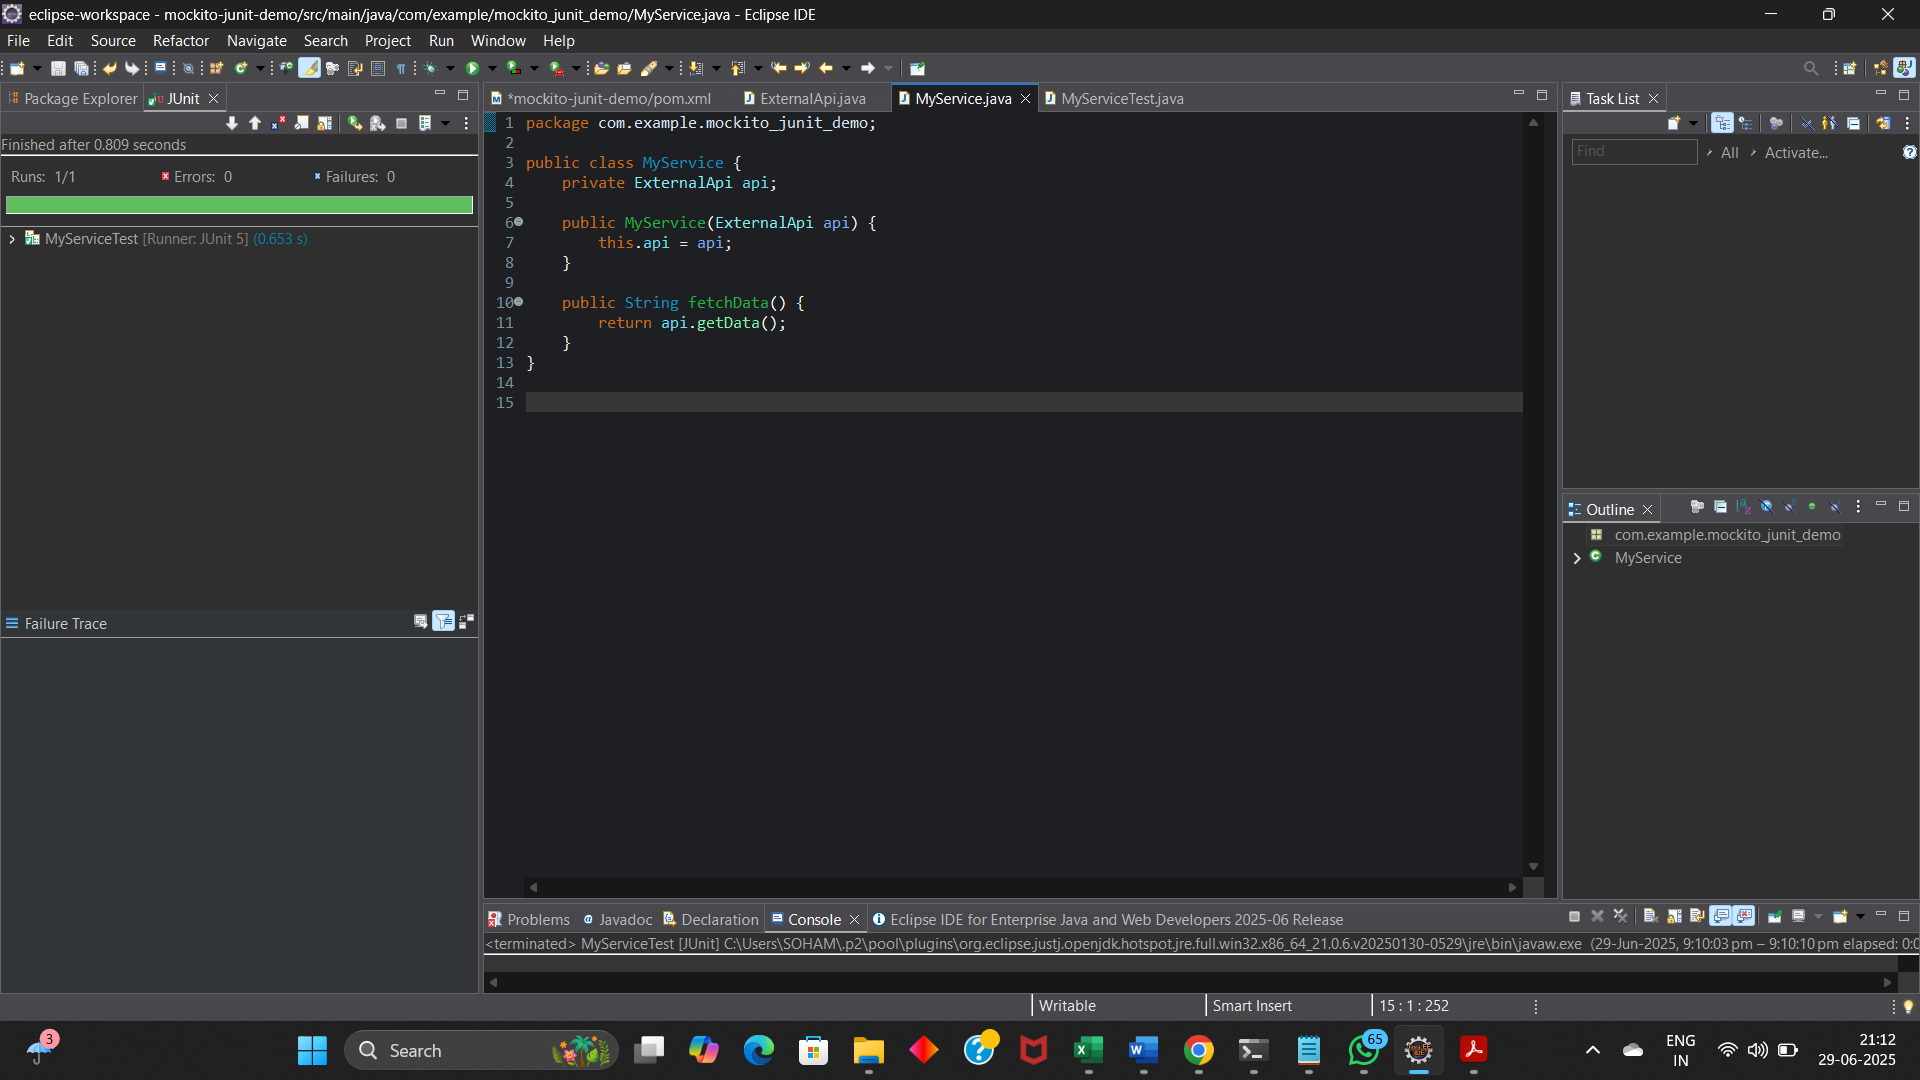 eclipse-workspace - mockito-junit-demo/src/main/java/com/example/mockito_junit_demo/MyService.java - Eclipse IDE
File Edit Source Refactor Navigate Search Project Run Window Help
Package Explorer JUnit
Finished after 0.809 seconds
Runs: 1/1 Errors: 0 Failures: 0
MyServiceTest [Runner: JUnit 5] (0.653 s)
Failure Trace
*mockito-junit-demo/pom.xml ExternalApi.java MyService.java MyServiceTest.java
1 package com.example.mockito_junit_demo;
2
3 public class MyService {
4 private ExternalApi api;
5
6 public MyService(ExternalApi api) {
7 this.api = api;
8 }
9
10 public String fetchData() {
11 return api.getData();
12 }
13 }
14
15
Task List
Find All Activate...
Outline
com.example.mockito_junit_demo
MyService
Problems Javadoc Declaration Console Eclipse IDE for Enterprise Java and Web Developers 2025-06 Release
<terminated> MyServiceTest [JUnit] C:\Users\SOHAM\.p2\pool\plugins\org.eclipse.justj.openjdk.hotspot.jre.full.win32.x86_64_21.0.6.v20250130-0529\jre\bin\javaw.exe (29-Jun-2025, 9:10:03 pm – 9:10:10 pm elapsed: 0:0
Writable Smart Insert 15 : 1 : 252
3
Search
65
ENG
IN
21:12
29-06-2025